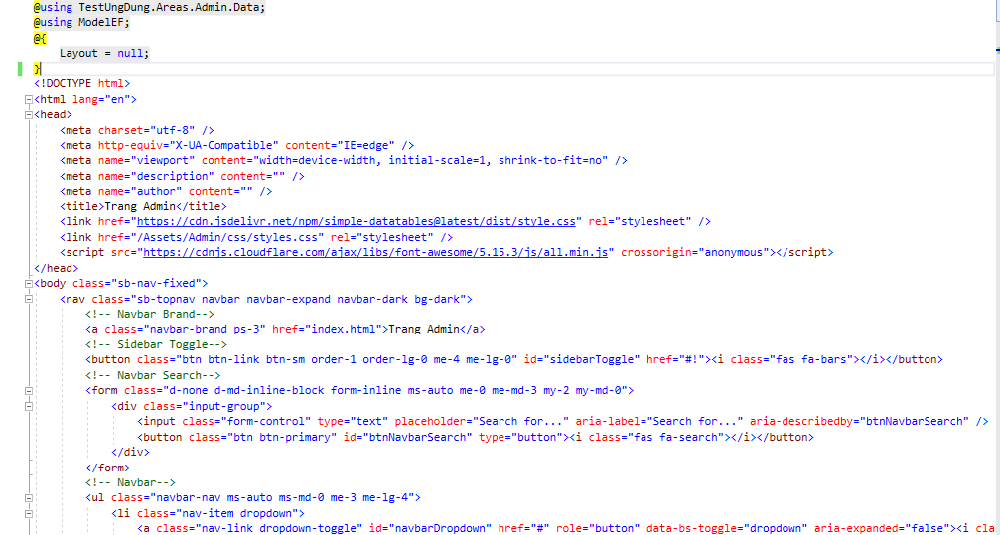 @using TestUngDung.Areas.Admin.Data;
@using ModelEF;
@{
Layout = null;
}
<!DOCTYPE html>
<html lang="en">
<head>
<meta charset="utf-8" />
<meta http-equiv="X-UA-Compatible" content="IE=edge" />
<meta name="viewport" content="width=device-width, initial-scale=1, shrink-to-fit=no" />
<meta name="description" content="" />
<meta name="author" content="" />
<title>Trang Admin</title>
<link href="https://cdn.jsdelivr.net/npm/simple-datatables@latest/dist/style.css" rel="stylesheet" />
<link href="/Assets/Admin/css/styles.css" rel="stylesheet" />
<script src="https://cdnjs.cloudflare.com/ajax/libs/font-awesome/5.15.3/js/all.min.js" crossorigin="anonymous"></script>
</head>
<body class="sb-nav-fixed">
<nav class="sb-topnav navbar navbar-expand navbar-dark bg-dark">
<!-- Navbar Brand-->
<a class="navbar-brand ps-3" href="index.html">Trang Admin</a>
<!-- Sidebar Toggle-->
<button class="btn btn-link btn-sm order-1 order-lg-0 me-4 me-lg-0" id="sidebarToggle" href="#!"><i class="fas fa-bars"></i></button>
<!-- Navbar Search-->
<form class="d-none d-md-inline-block form-inline ms-auto me-0 me-md-3 my-2 my-md-0">
<div class="input-group">
<input class="form-control" type="text" placeholder="Search for..." aria-label="Search for..." aria-describedby="btnNavbarSearch" />
<button class="btn btn-primary" id="btnNavbarSearch" type="button"><i class="fas fa-search"></i></button>
</div>
</form>
<!-- Navbar-->
<ul class="navbar-nav ms-auto ms-md-0 me-3 me-lg-4">
<li class="nav-item dropdown">
<a class="nav-link dropdown-toggle" id="navbarDropdown" href="#" role="button" data-bs-toggle="dropdown" aria-expanded="false"><i cla